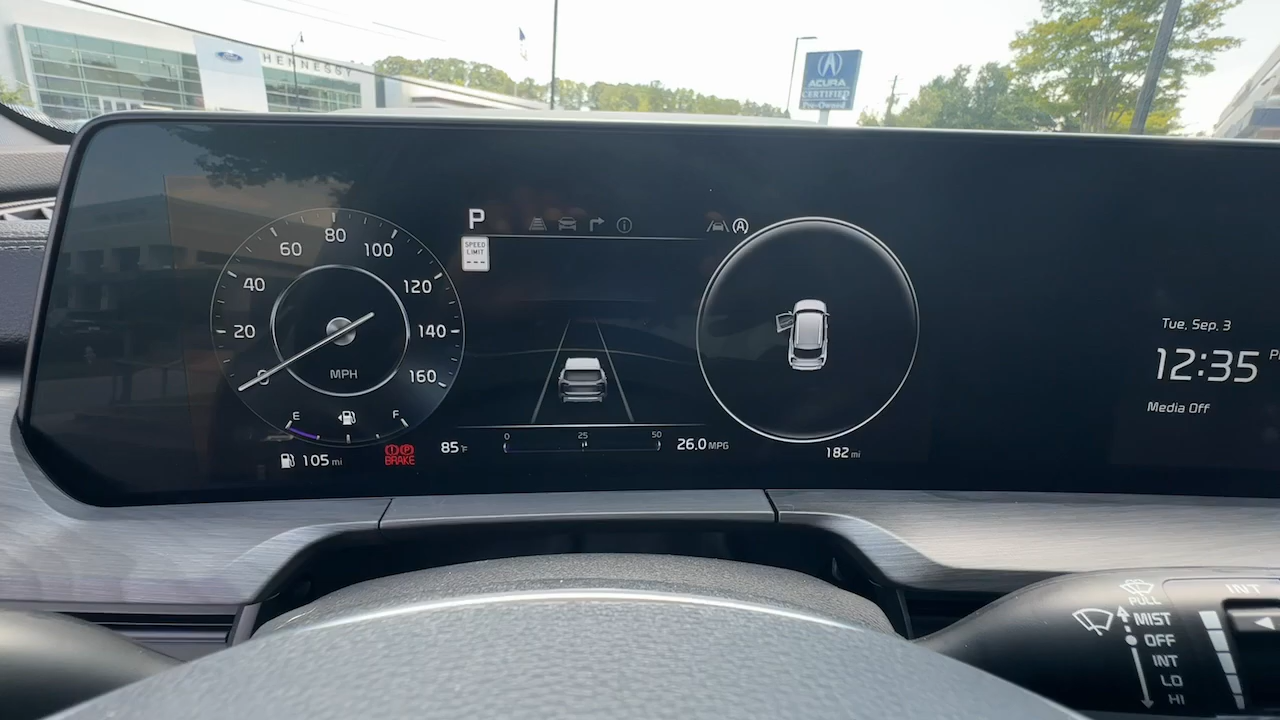 Ford
HENNESSY
ACURA
CERTIFIED
Pre-Owned
P
SPEED
LIMIT
---
80
60
100
40
120
20
140
0
160
MPH
E
F
105 mi
P
BRAKE
85°F
0
25
50
26.0 MPG
A
182 mi
Tue, Sep. 3
12:35
Media Off
PULL
MIST
OFF
INT
LO
HI
INT